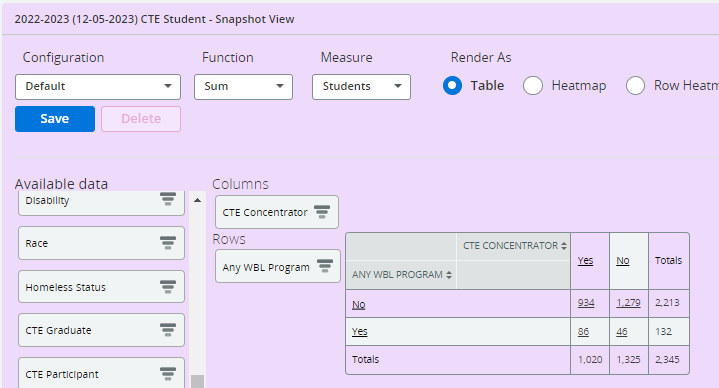 2022-2023 (12-05-2023) CTE Student - Snapshot View
Configuration Function Measure Render As
Default Sum Students Table Heatmap Row Heatm
Save Delete
Available data
Columns
Disability
CTE Concentrator
Race
Rows
Any WBL Program
Homeless Status
CTE Graduate
CTE Participant
CTE CONCENTRATOR Yes No Totals
ANY WBL PROGRAM
No 934 1,279 2,213
Yes 86 46 132
Totals 1,020 1,325 2,345